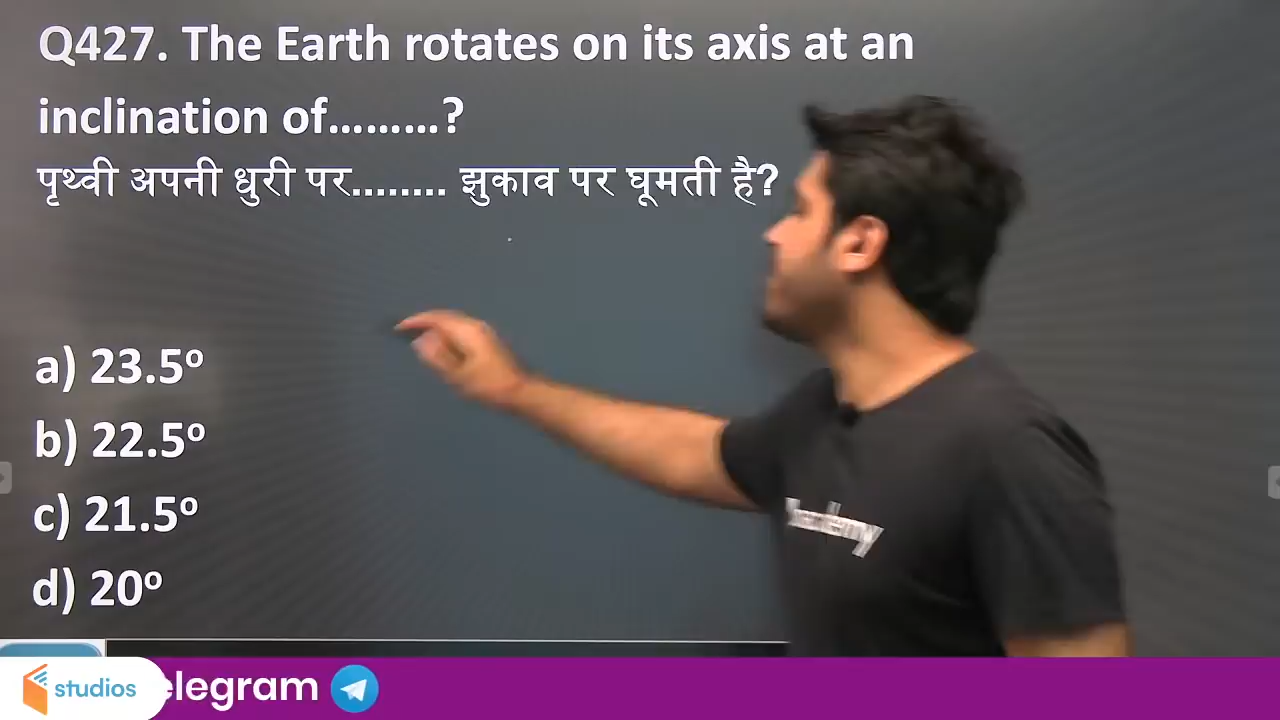 Q427. The Earth rotates on its axis at an
inclination of.........?
पृथ्वी अपनी धुरी पर........ झुकाव पर घूमती है?
a) 23.5º
b) 22.5º
c) 21.5º
d) 20º
studios
elegram